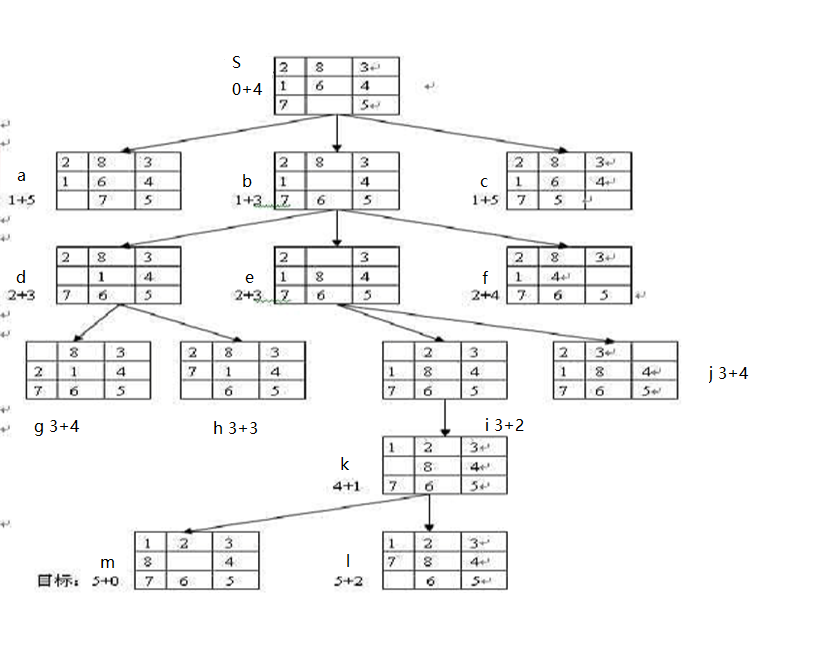 S
0+4
2 8 3
1 6 4
7 5
a
1+5
2 8 3
1 6 4
7 5
b
1+3
2 8 3
1 4
7 6 5
c
1+5
2 8 3
1 6 4
7 5
d
2+3
2 8 3
1 4
7 6 5
e
2+3
2 3
1 8 4
7 6 5
f
2+4
2 8 3
1 4
7 6 5
8 3
2 1 4
7 6 5
g 3+4
2 8 3
7 1 4
6 5
h 3+3
2 3
1 8 4
7 6 5
i 3+2
2 3
1 8 4
7 6 5
j 3+4
k
4+1
1 2 3
8 4
7 6 5
m
目标: 5+0
1 2 3
8 4
7 6 5
l
5+2
1 2 3
7 8 4
6 5